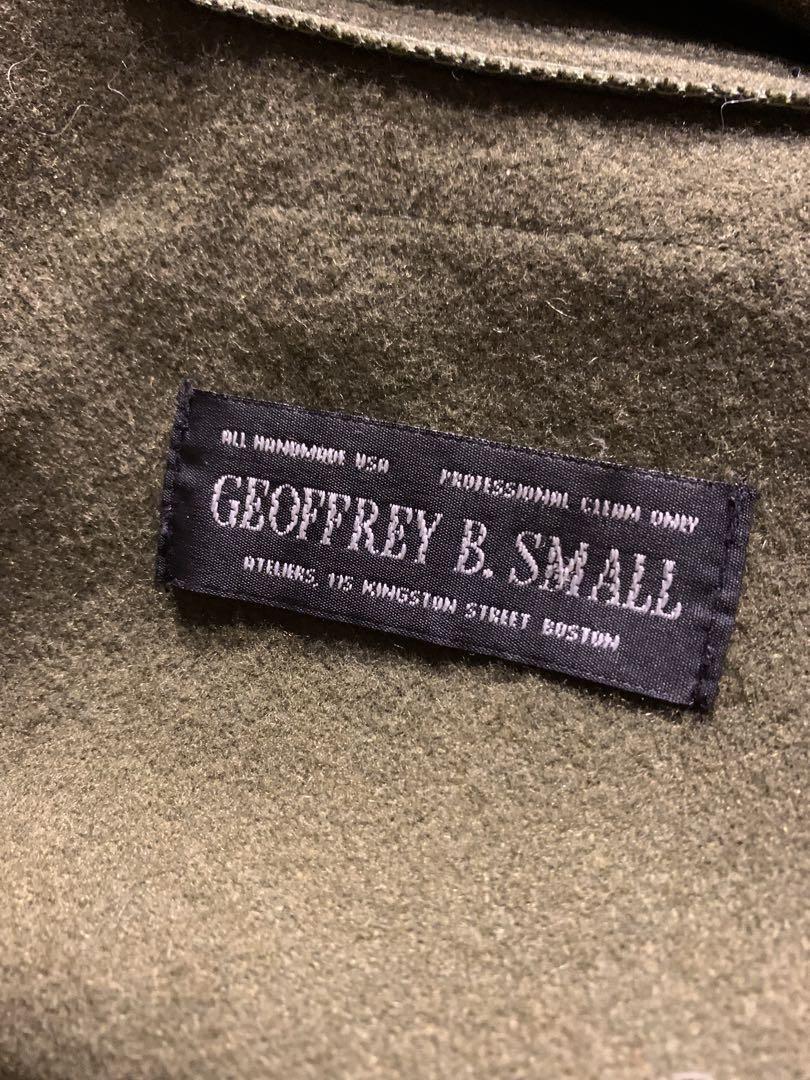 ALL HANDMADE USA PROFESSIONAL CLEAN ONLY
GEOFFREY B. SMALL
ATELIERS, 115 KINGSTON STREET BOSTON